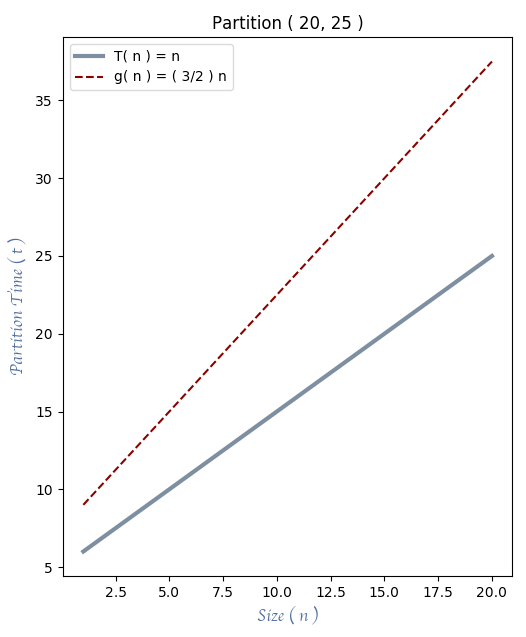 Partition ( 20, 25 )
T( n ) = n
g( n ) = ( 3/2 ) n
35
30
25
20
15
10
5
Partition Time ( t )
2.5 5.0 7.5 10.0 12.5 15.0 17.5 20.0
Size ( n )